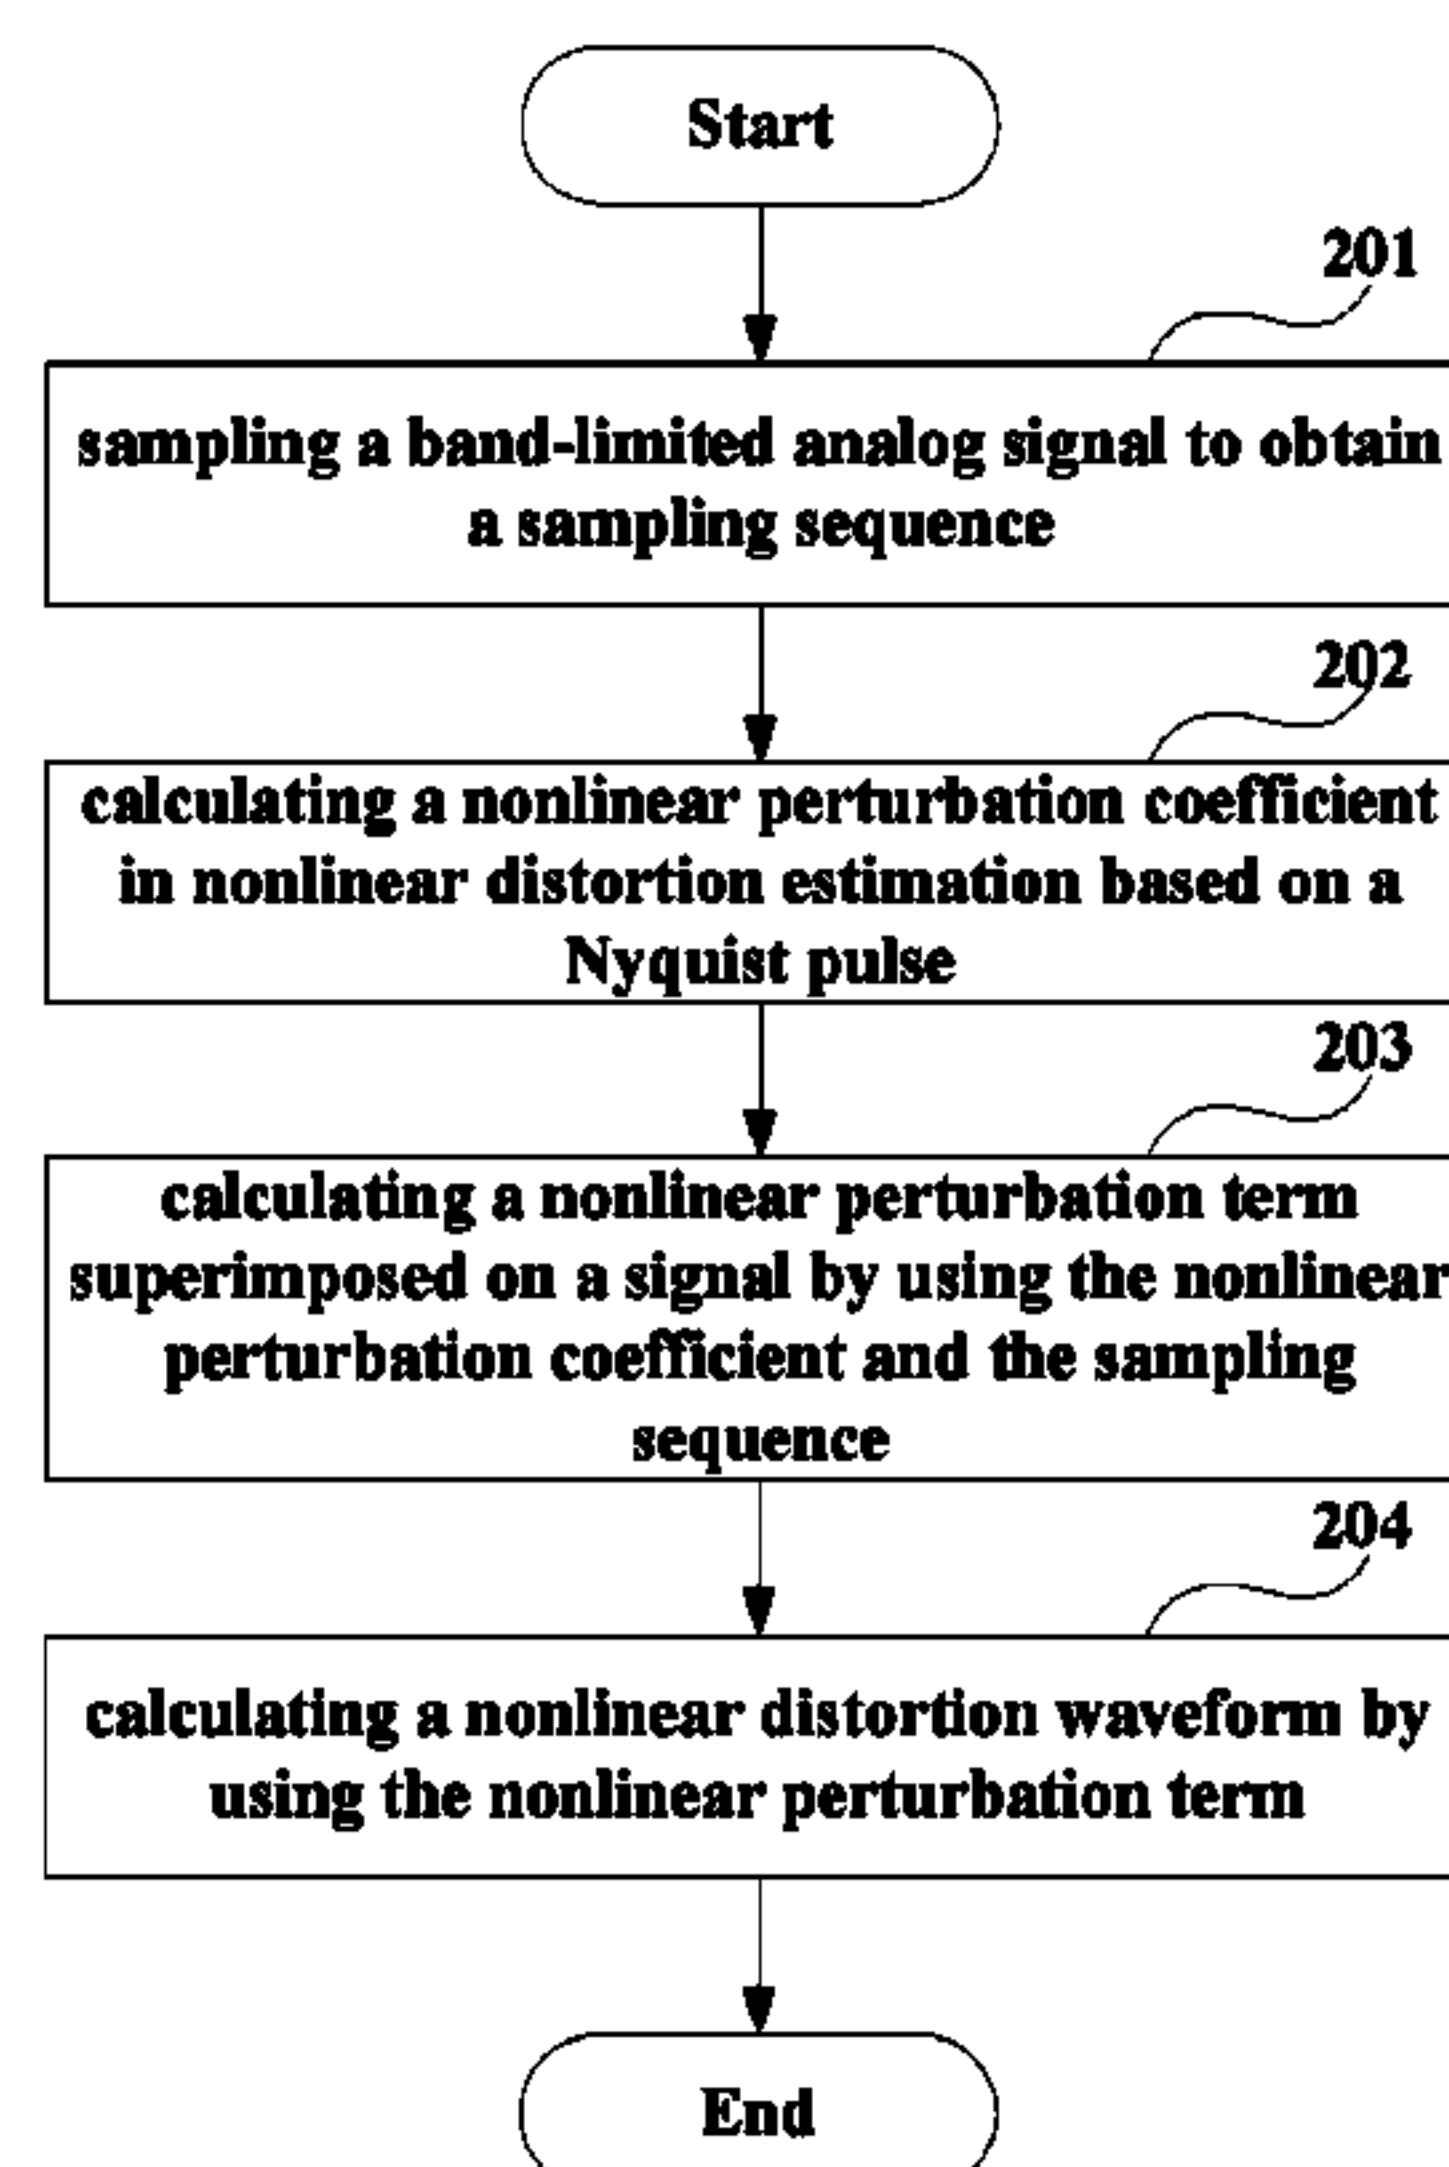 Start
201
sampling a band-limited analog signal to obtain
a sampling sequence
202
calculating a nonlinear perturbation coefficient
in nonlinear distortion estimation based on a
Nyquist pulse
203
calculating a nonlinear perturbation term
superimposed on a signal by using the nonlinear
perturbation coefficient and the sampling
sequence
204
calculating a nonlinear distortion waveform by
using the nonlinear perturbation term
End